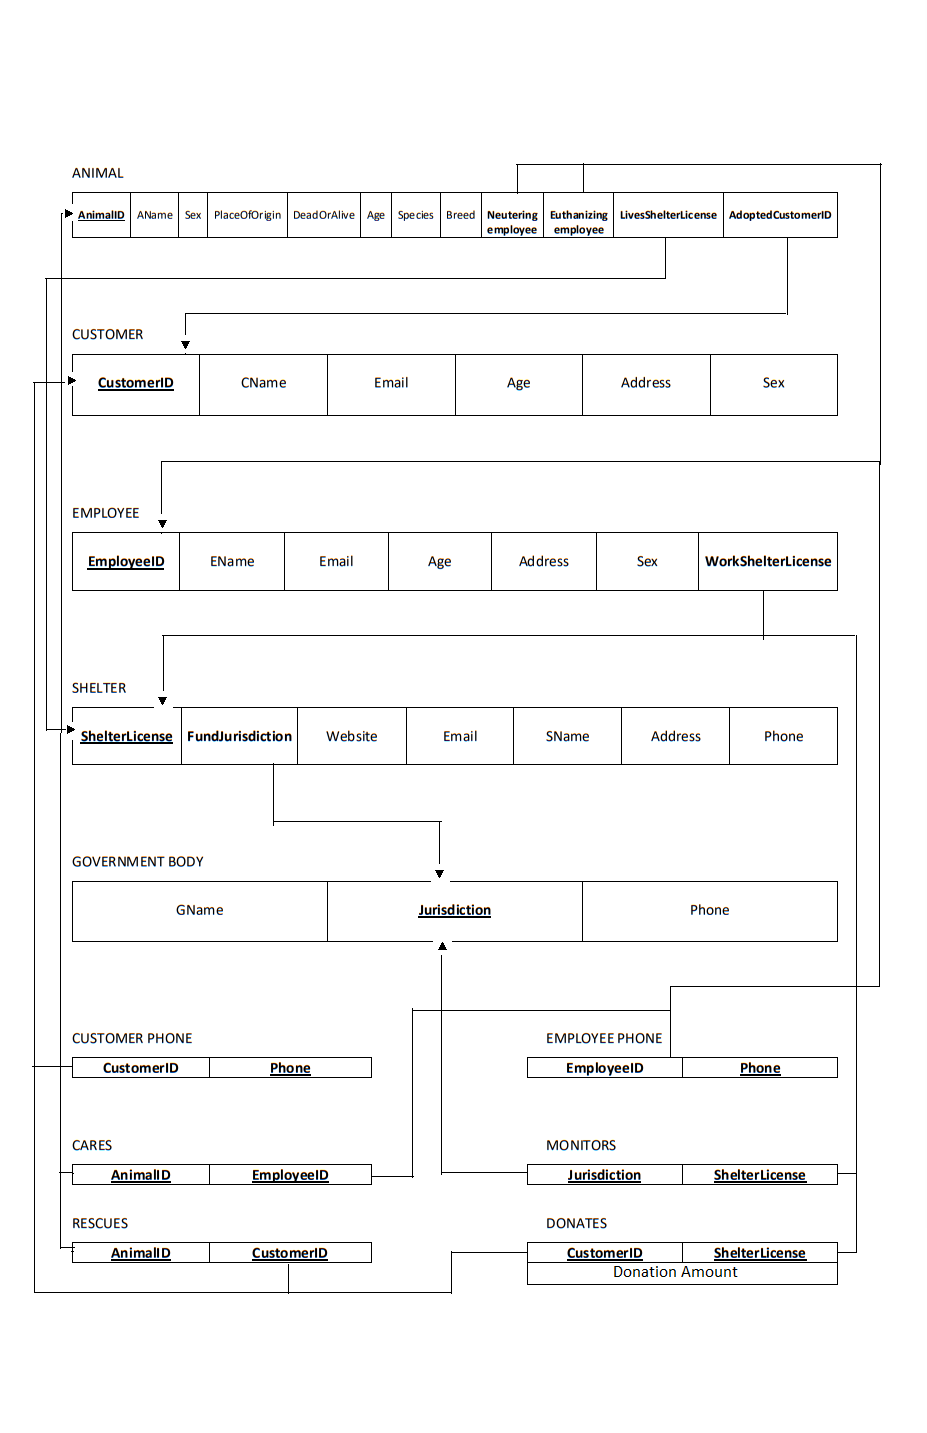 ANIMAL
AnimalID AName Sex PlaceOfOrigin DeadOrAlive Age Species Breed Neutering Euthanizing LivesShelterLicense AdoptedCustomerID
employee employee
CUSTOMER
CustomerID CName Email Age Address Sex
EMPLOYEE
EmployeeID EName Email Age Address Sex WorkShelterLicense
SHELTER
ShelterLicense FundJurisdiction Website Email SName Address Phone
GOVERNMENT BODY
GName Jurisdiction Phone
CUSTOMER PHONE EMPLOYEE PHONE
CustomerID Phone EmployeeID Phone
CARES MONITORS
AnimalID EmployeeID Jurisdiction ShelterLicense
RESCUES DONATES
AnimalID CustomerID CustomerID ShelterLicense
Donation Amount